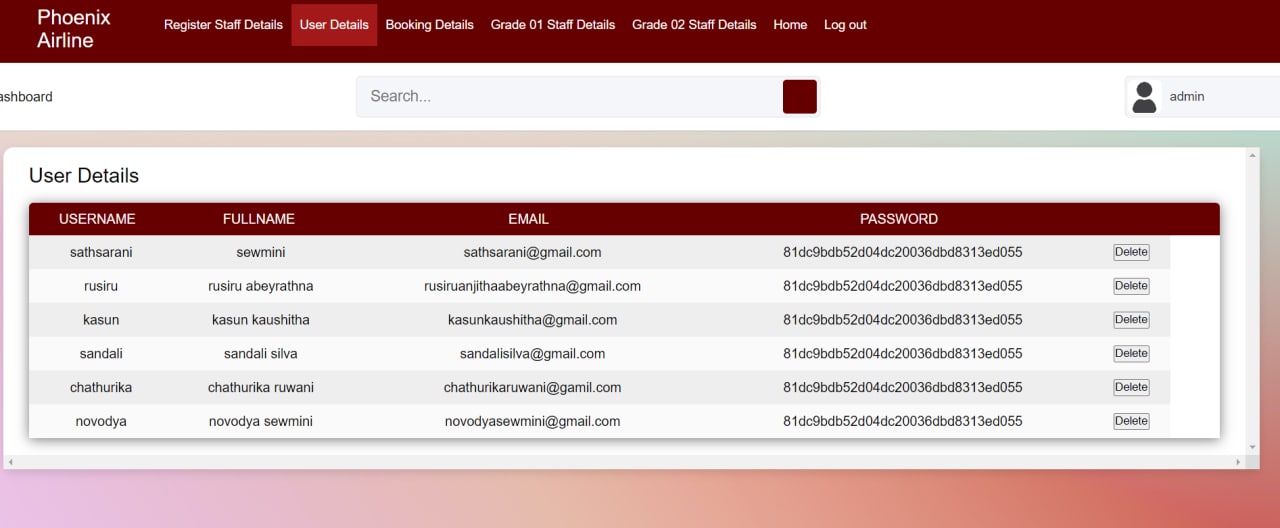 Phoenix Airline
Register Staff Details User Details Booking Details Grade 01 Staff Details Grade 02 Staff Details Home Log out
ashboard Search... admin
User Details
USERNAME FULLNAME EMAIL PASSWORD
sathsarani sewmini sathsarani@gmail.com 81dc9bdb52d04dc20036dbd8313ed055 Delete
rusiru rusiru abeyrathna rusiruanjithaabeyrathna@gmail.com 81dc9bdb52d04dc20036dbd8313ed055 Delete
kasun kasun kaushitha kasunkaushitha@gmail.com 81dc9bdb52d04dc20036dbd8313ed055 Delete
sandali sandali silva sandalisilva@gmail.com 81dc9bdb52d04dc20036dbd8313ed055 Delete
chathurika chathurika ruwani chathurikaruwani@gamil.com 81dc9bdb52d04dc20036dbd8313ed055 Delete
novodya novodya sewmini novodyasewmini@gmail.com 81dc9bdb52d04dc20036dbd8313ed055 Delete